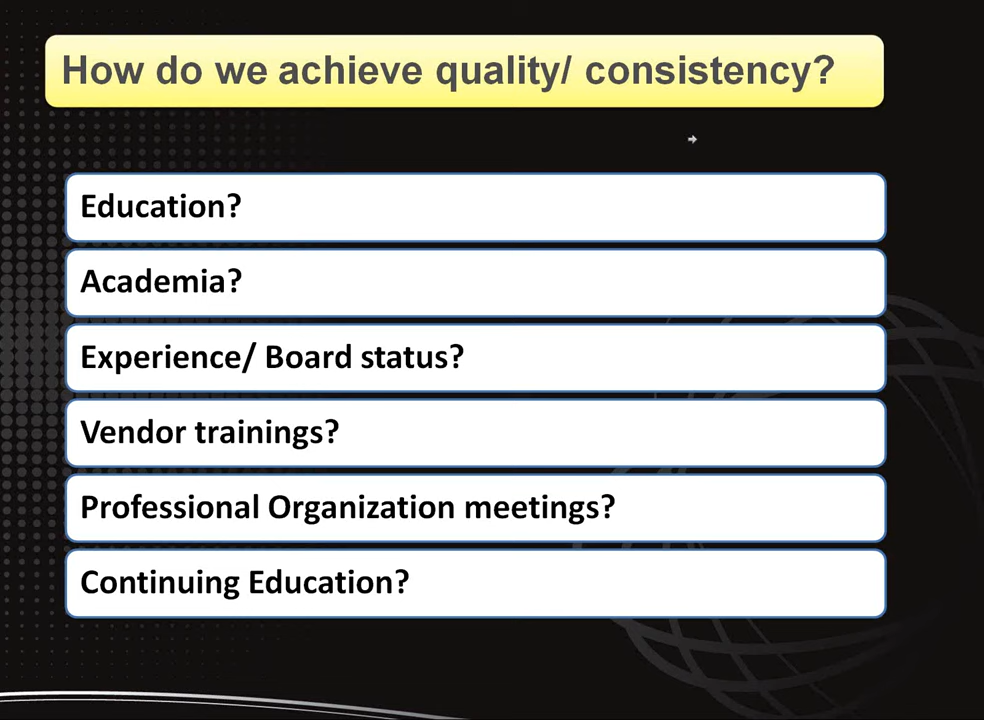 How do we achieve quality/ consistency?
Education?
Academia?
Experience/ Board status?
Vendor trainings?
Professional Organization meetings?
Continuing Education?